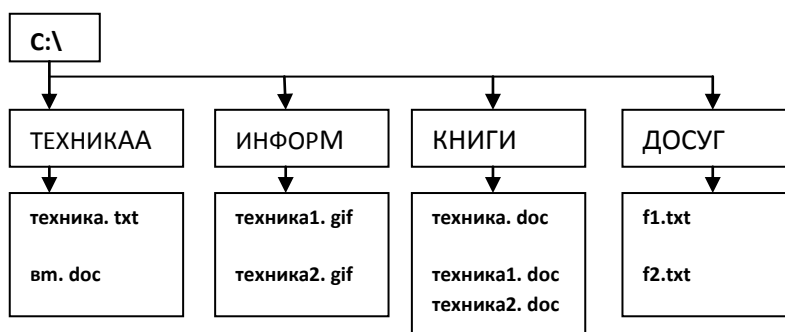 C:\
ТЕХНИКАА
ИНФОРМ
КНИГИ
ДОСУГ
техника. txt
вт. doc
техника1. gif
техника2. gif
техника. doc
техника1. doc
техника2. doc
f1.txt
f2.txt